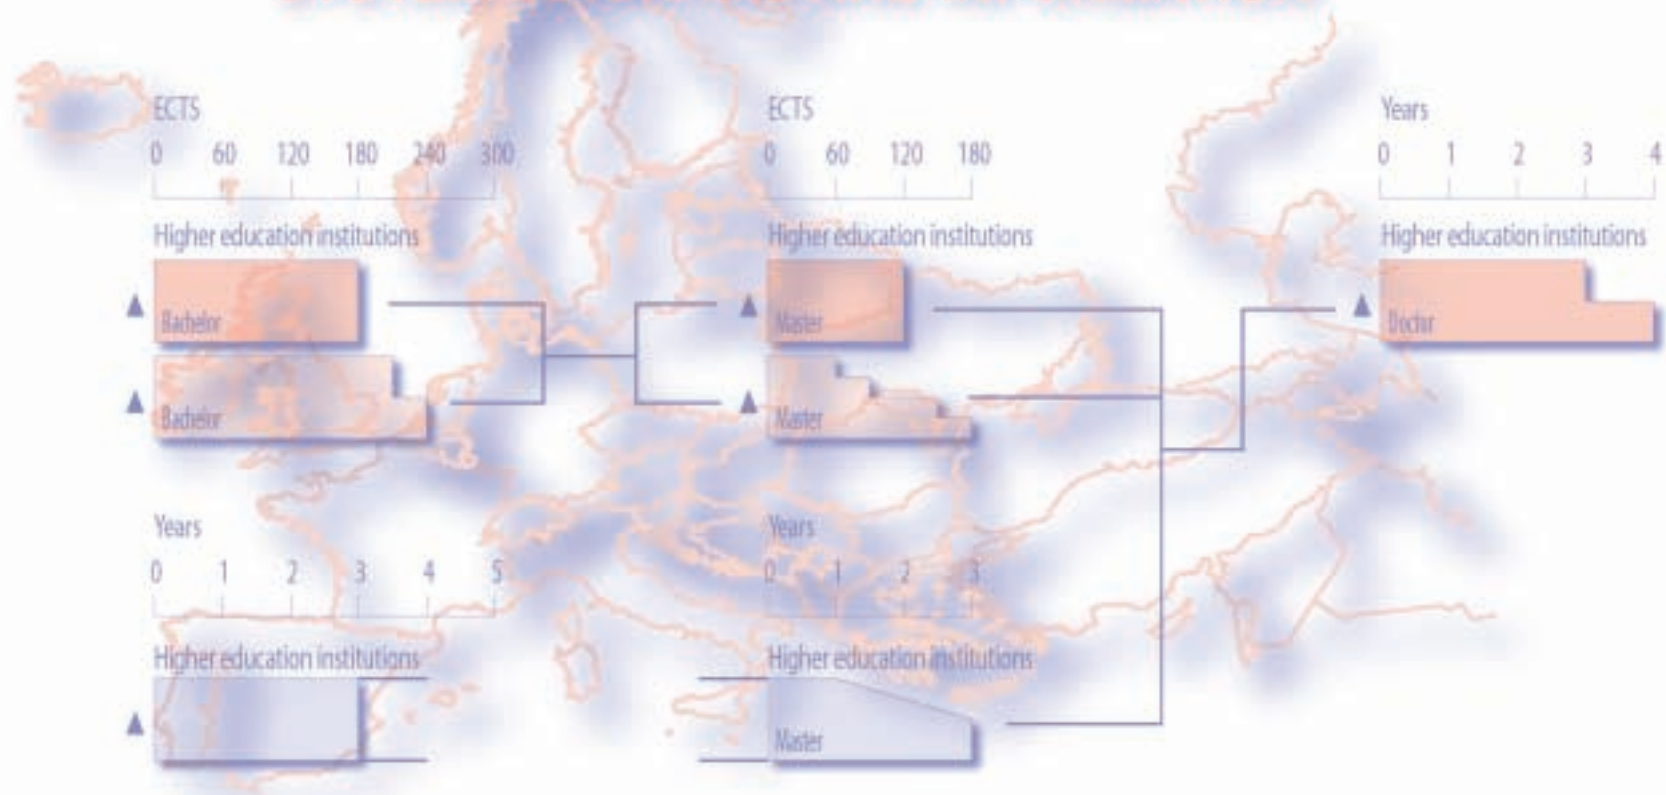 ECTS
0 60 120 180 240 300
Higher education institutions
Bachelor
Bachelor
Years
0 1 2 3 4 5
Higher education institutions
ECTS
0 60 120 180
Higher education institutions
Master
Master
Years
0 1 2 3
Higher education institutions
Master
Years
0 1 2 3 4
Higher education institutions
Doctor